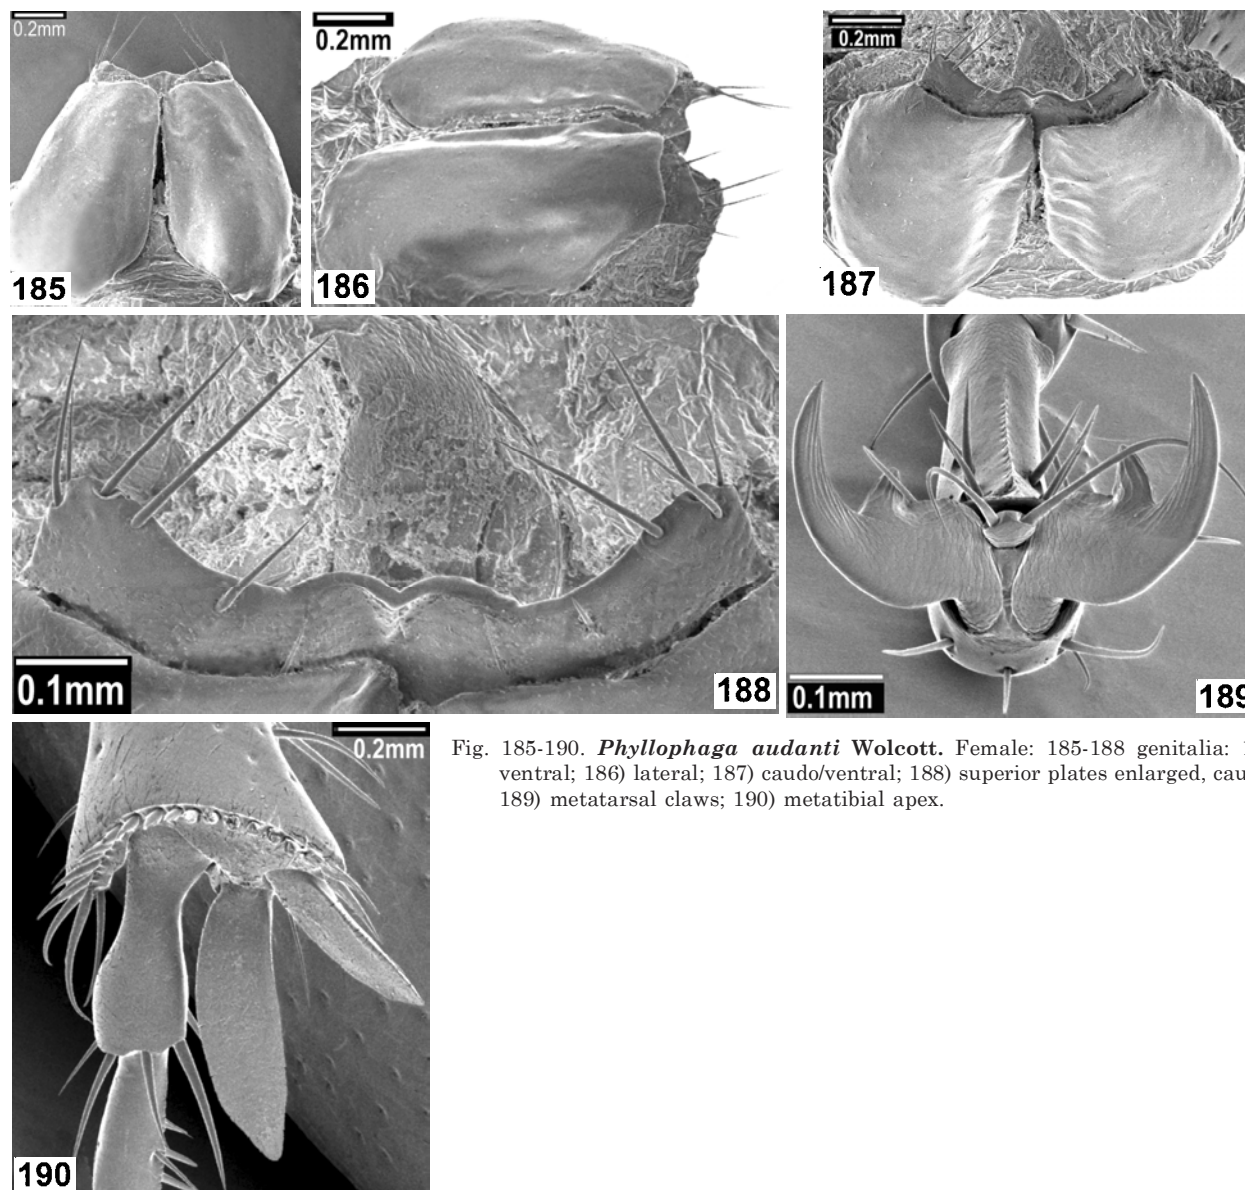 0.2mm
185
0.2mm
186
0.2mm
187
0.1mm
188
0.1mm
189
0.2mm
190
Fig. 185-190. Phyllophaga audanti Wolcott. Female: 185-188 genitalia:
ventral; 186) lateral; 187) caudo/ventral; 188) superior plates enlarged,
189) metatarsal claws; 190) metatibial apex.